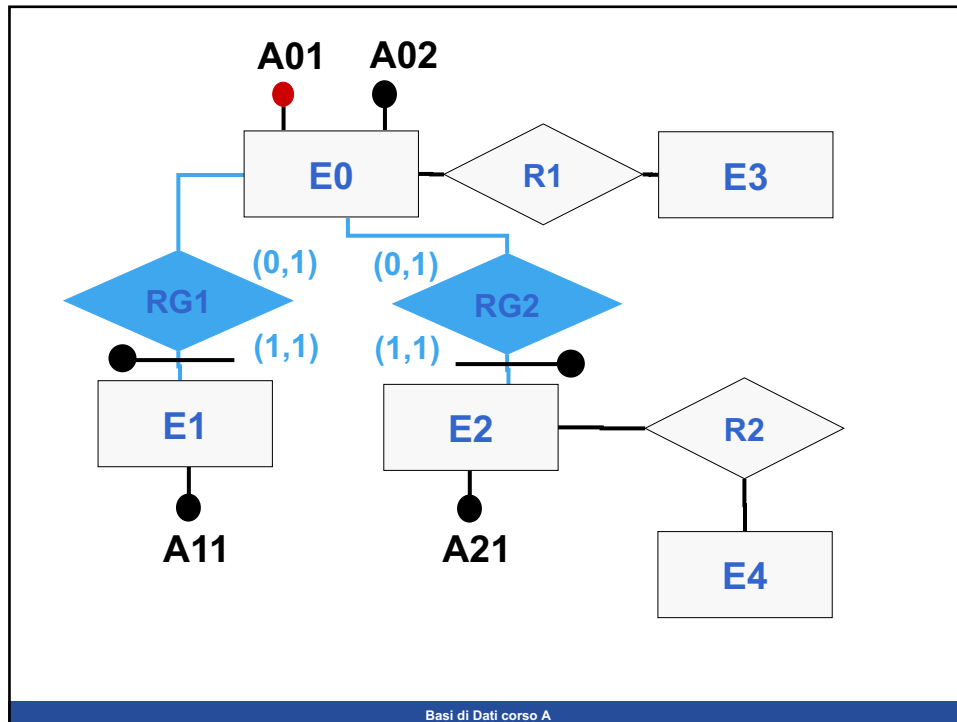 A01 A02
E0 R1 E3
(0,1) (0,1)
RG1 RG2
(1,1) (1,1)
E1 E2 R2
A11 A21
E4
Basi di Dati corso A